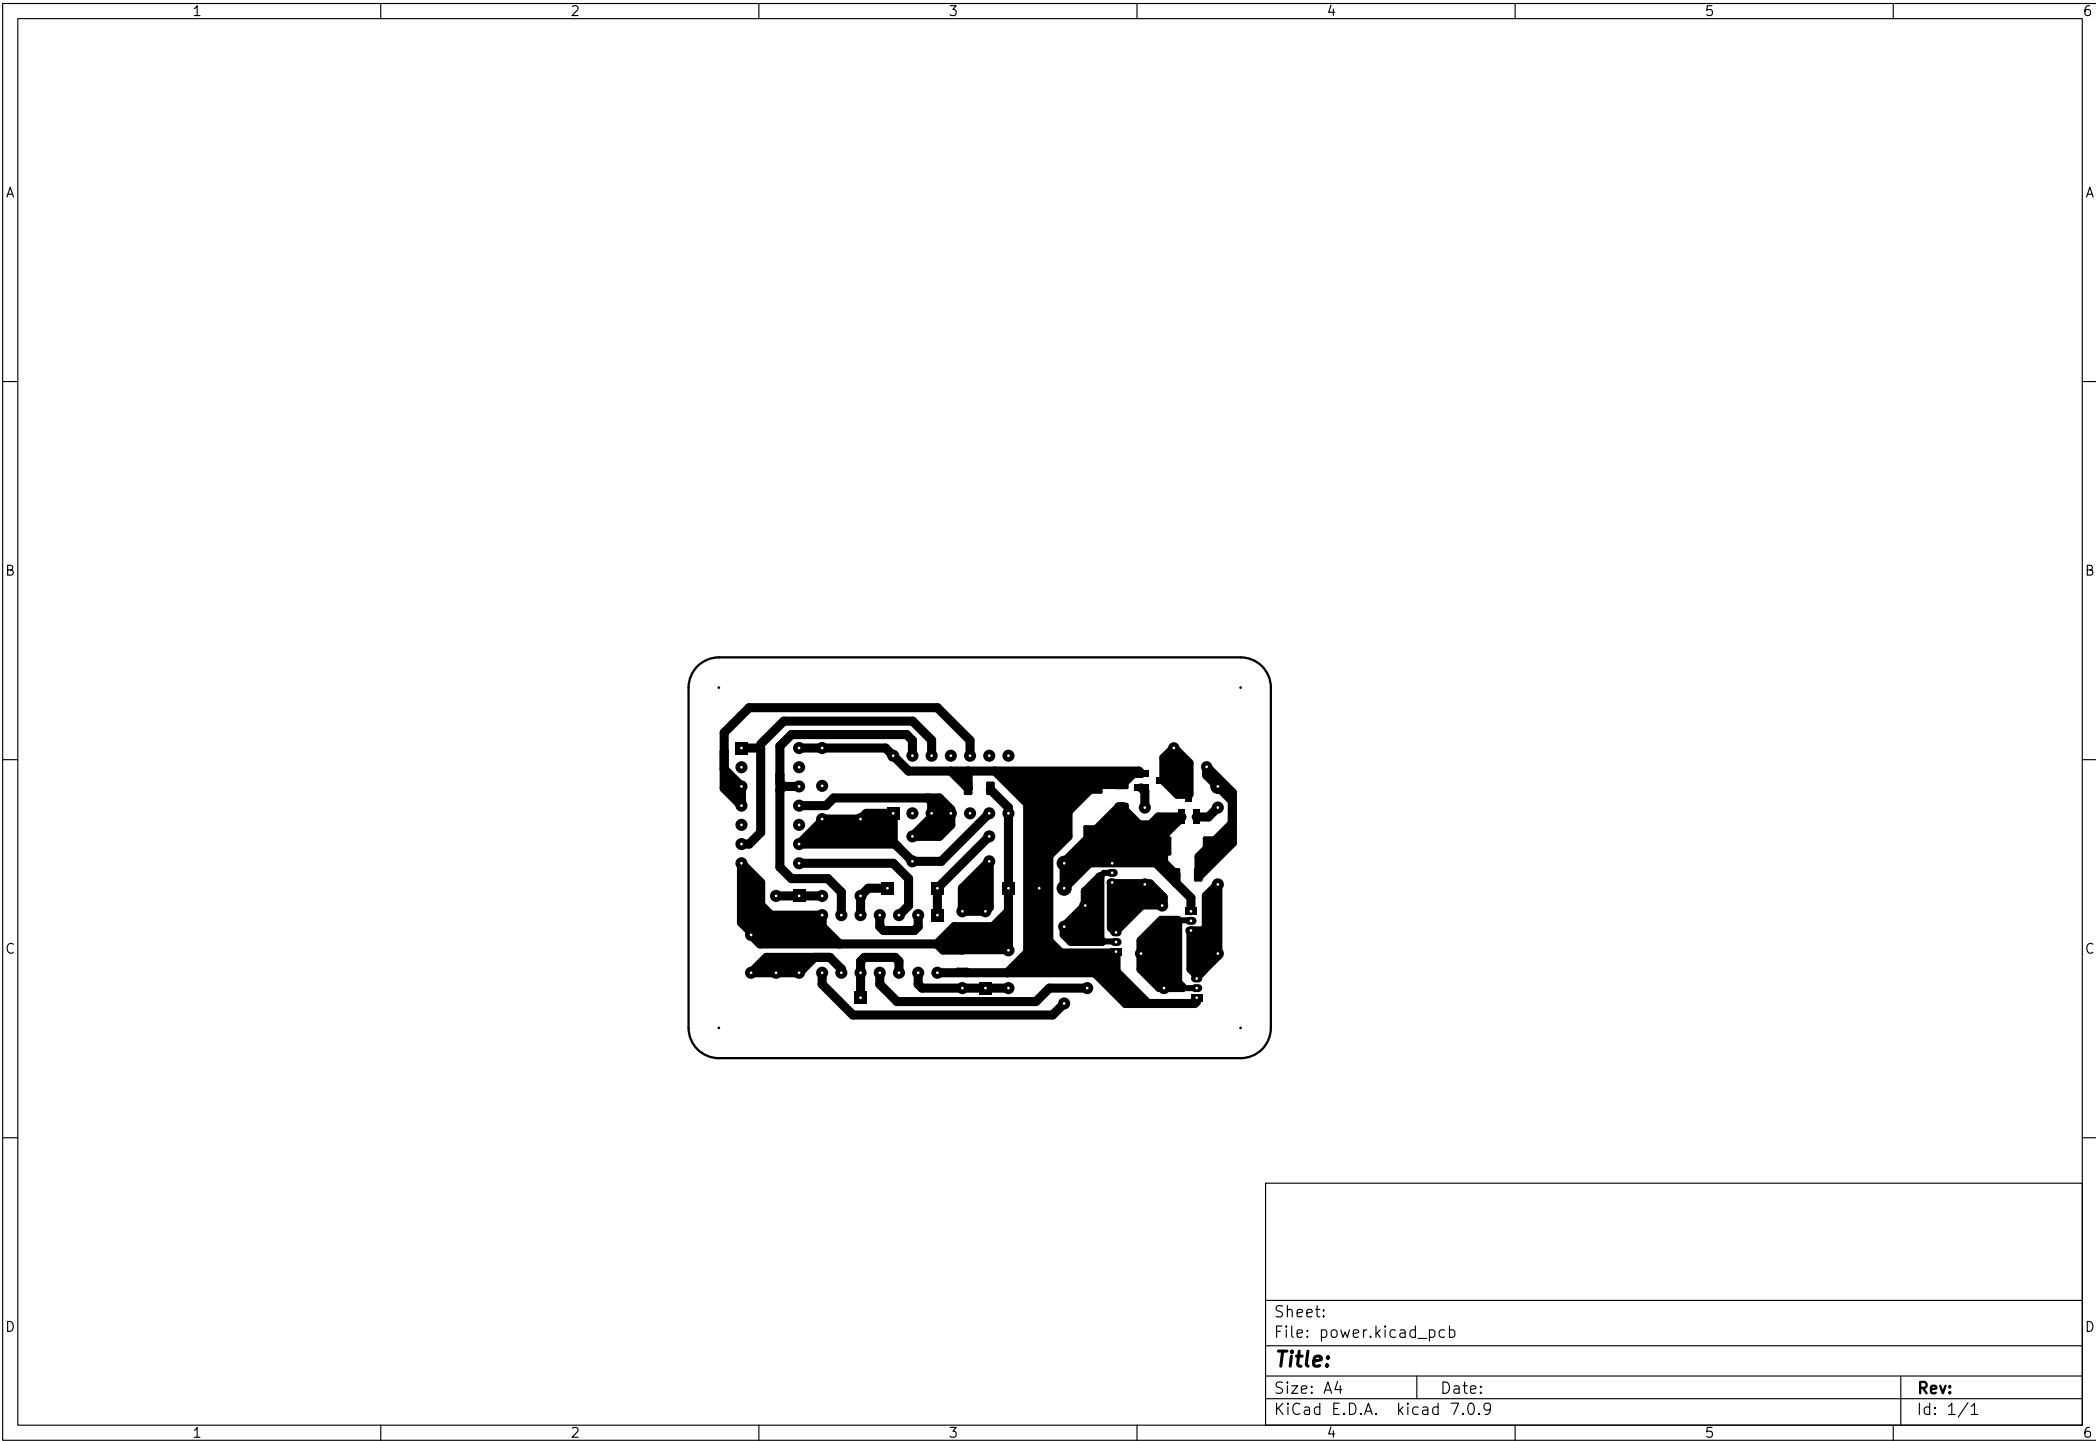 1 2 3 4 5 6
A A
B B
C C
Sheet:
File: power.kicad_pcb
D D
Title:
Size: A4 Date: Rev:
KiCad E.D.A. kicad 7.0.9 Id: 1/1
1 2 3 4 5 6